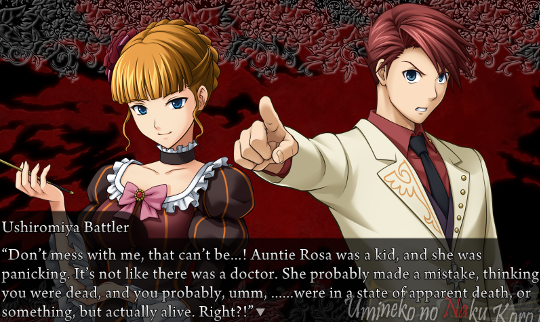 Ushiromiya Battler
“Don't mess with me, that can't be...! Auntie Rosa was a kid, and she was
panicking. It's not like there was a doctor. She probably made a mistake, thinking
you were dead, and you probably, umm, ......were in a state of apparent death, or
something, but actually alive. Right?!”▼
Umineko no Naku Koro